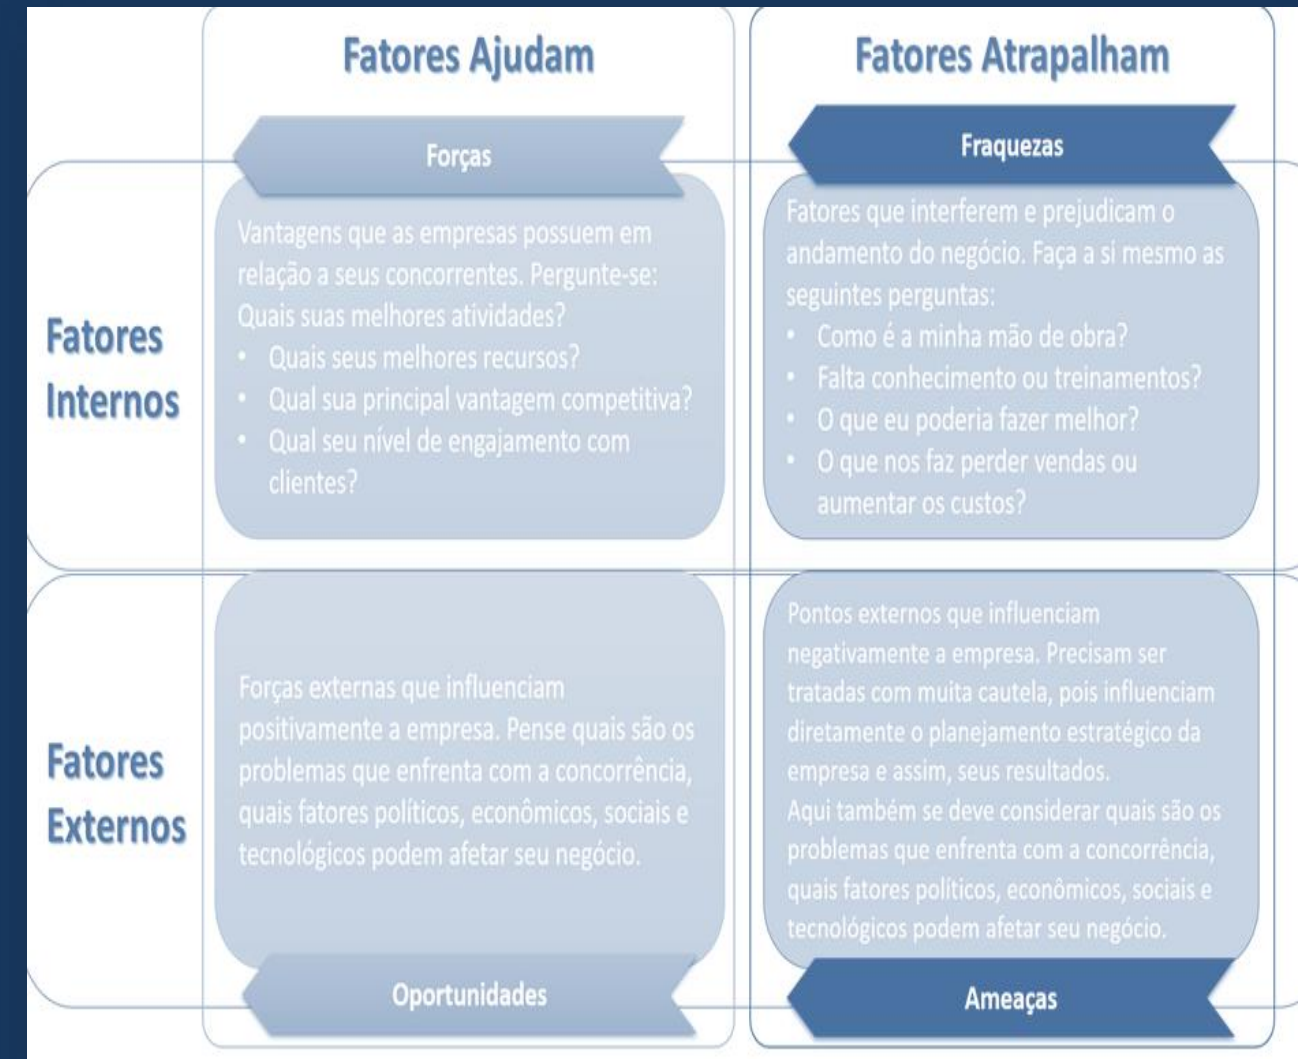 Fatores Ajudam
Fatores Atrapalham
Fatores
Internos
Forças
Vantagens que as empresas possuem em
relação a seus concorrentes. Pergunte-se:
Quais suas melhores atividades?
• Quais seus melhores recursos?
• Qual sua principal vantagem competitiva?
• Qual seu nível de engajamento com
clientes?
Fraquezas
Fatores que interferem e prejudicam o
andamento do negócio. Faça a si mesmo as
seguintes perguntas:
• Como é a minha mão de obra?
• Falta conhecimento ou treinamentos?
• O que eu poderia fazer melhor?
• O que nos faz perder vendas ou
aumentar os custos?
Fatores
Externos
Forças externas que influenciam
positivamente a empresa. Pense quais são os
problemas que enfrenta com a concorrência,
quais fatores políticos, econômicos, sociais e
tecnológicos podem afetar seu negócio.
Oportunidades
Pontos externos que influenciam
negativamente a empresa. Precisam ser
tratadas com muita cautela, pois influenciam
diretamente o planejamento estratégico da
empresa e assim, seus resultados.
Aqui também se deve considerar quais são os
problemas que enfrenta com a concorrência,
quais fatores políticos, econômicos, sociais e
tecnológicos podem afetar seu negócio.
Ameaças